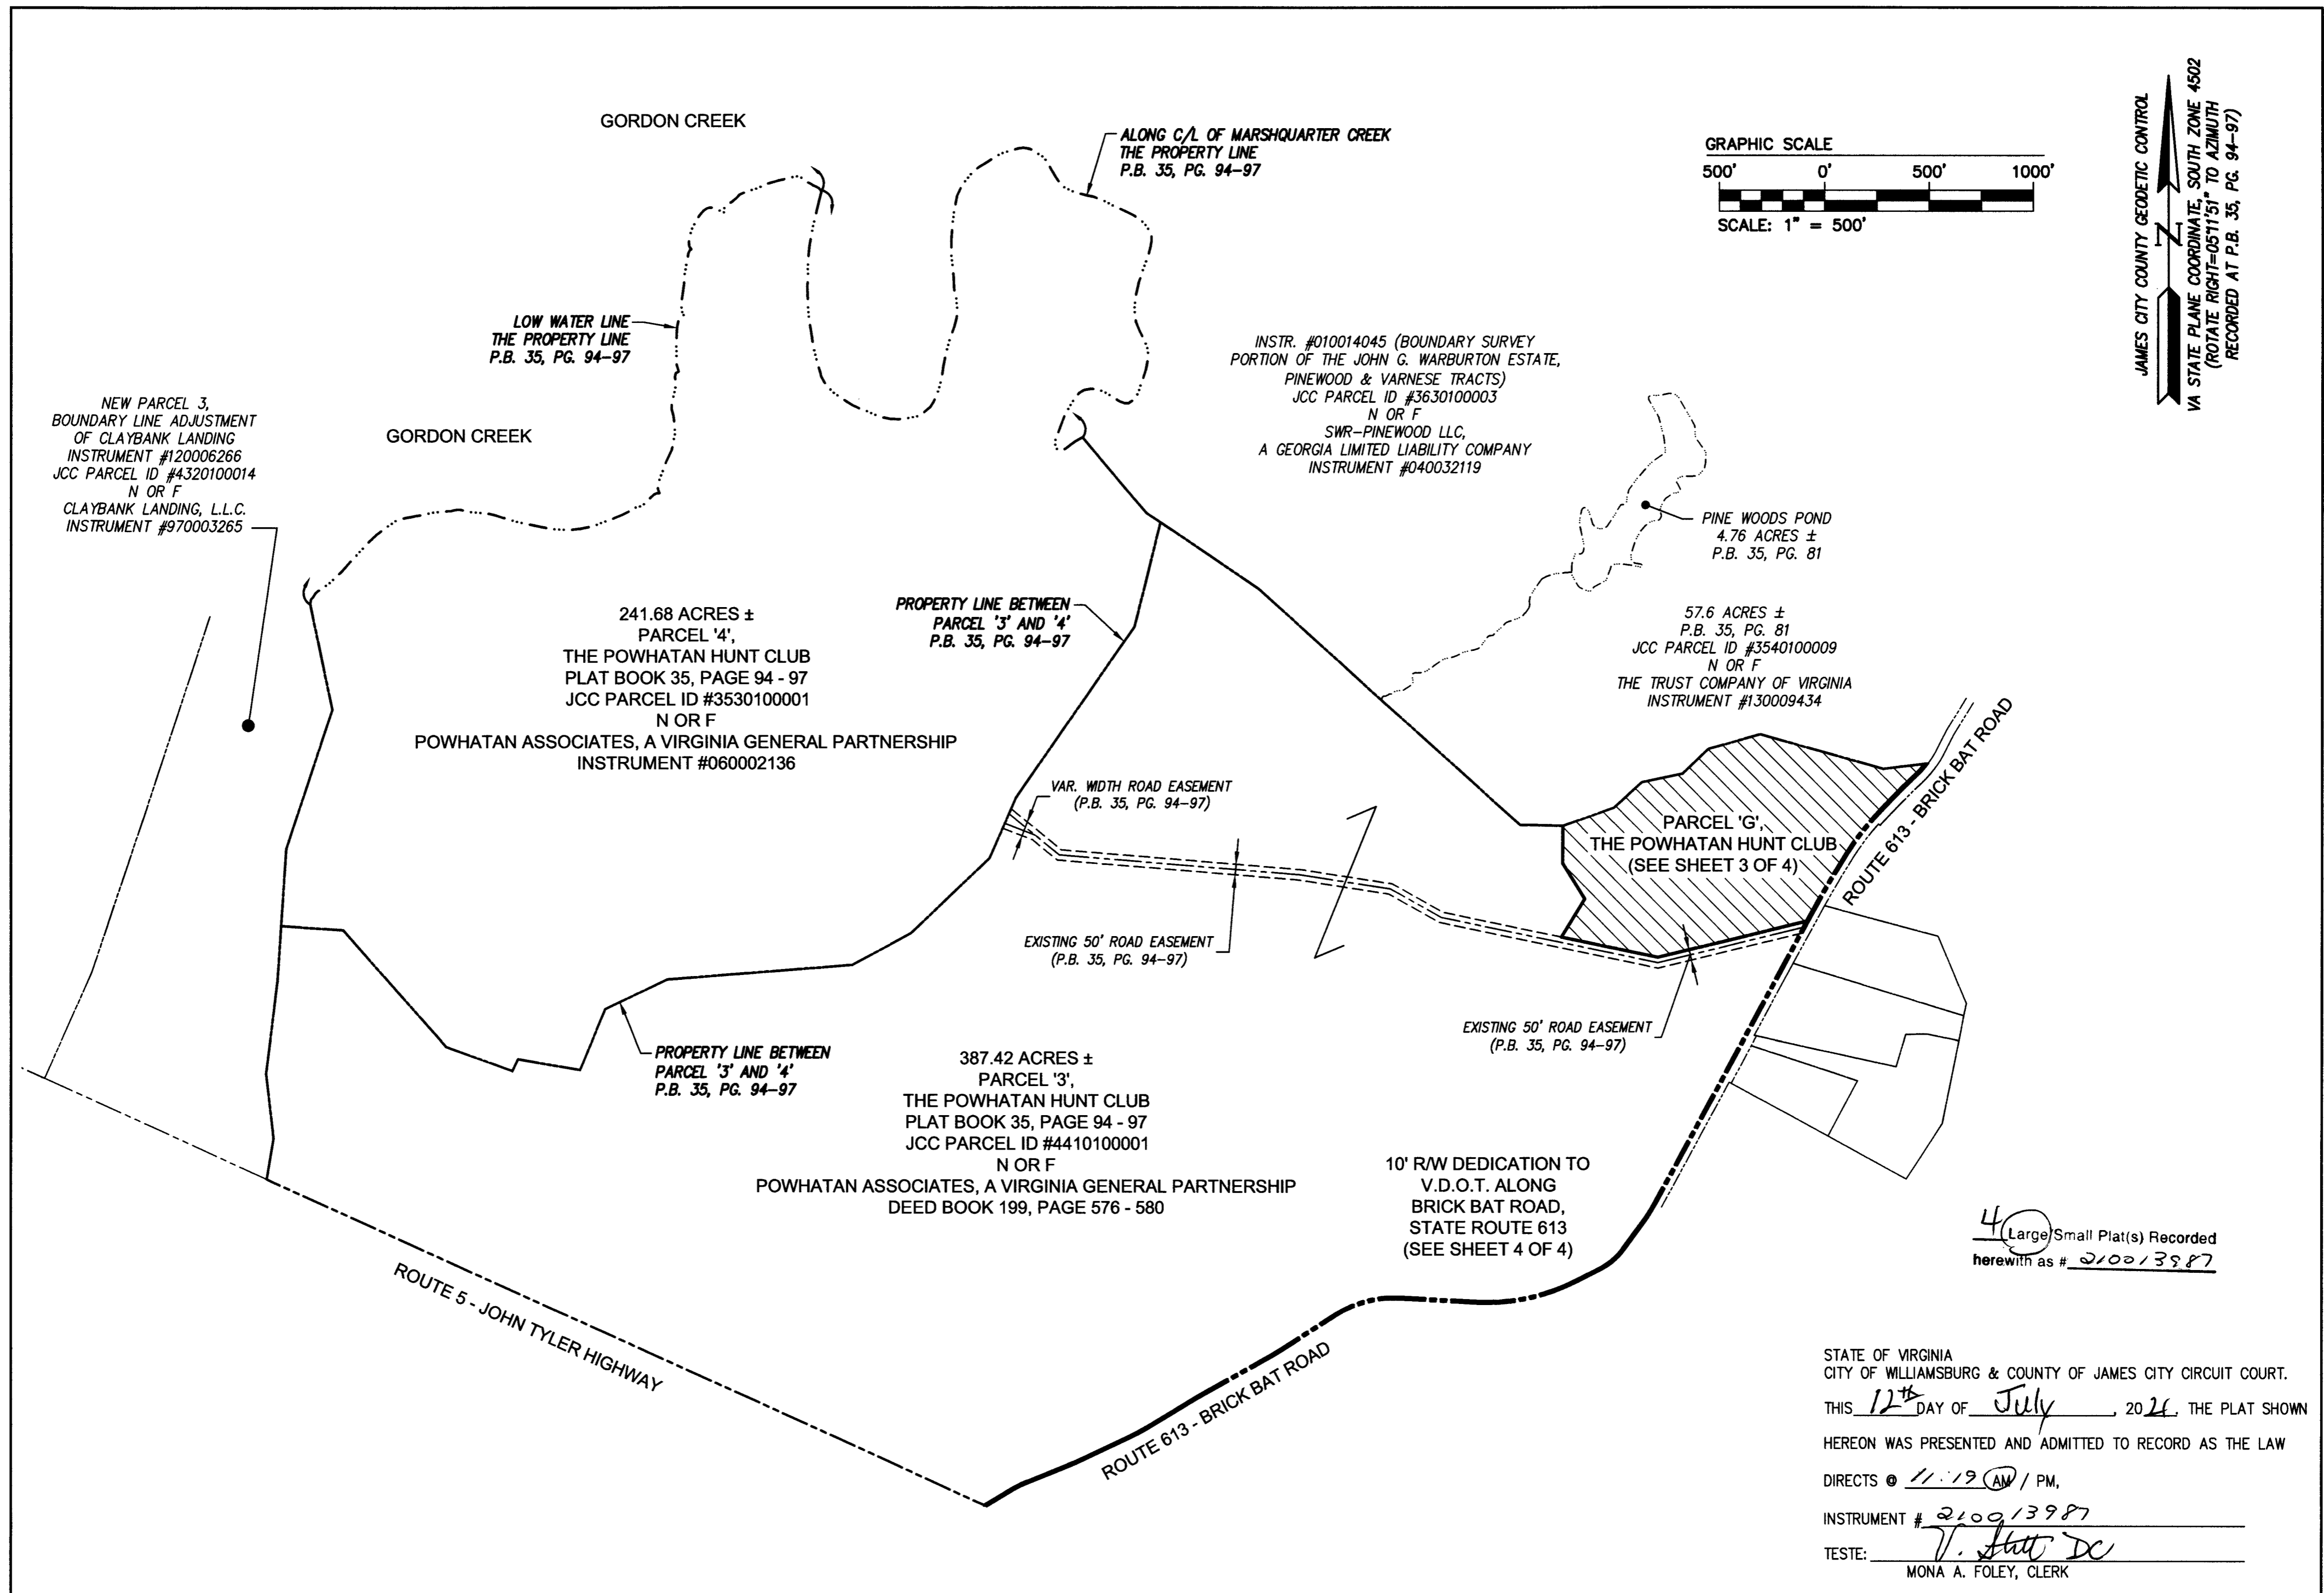 GORDON CREEK
ALONG C/L OF MARSHQUARTER CREEK
THE PROPERTY LINE
P.B. 35, PG. 94-97
GRAPHIC SCALE
500' 0' 500' 1000'
SCALE: 1" = 500'
JAMES CITY COUNTY GEODETIC CONTROL
N
VA STATE PLANE COORDINATE, SOUTH ZONE 4502
(ROTATE RIGHT=05°11'51" TO AZIMUTH
RECORDED AT P.B. 35, PG. 94-97)
LOW WATER LINE
THE PROPERTY LINE
P.B. 35, PG. 94-97
INSTR. #010014045 (BOUNDARY SURVEY
PORTION OF THE JOHN G. WARBURTON ESTATE,
PINEWOOD & VARNESE TRACTS)
JCC PARCEL ID #3630100003
N OR F
SWR-PINEWOOD LLC,
A GEORGIA LIMITED LIABILITY COMPANY
INSTRUMENT #040032119
NEW PARCEL 3,
BOUNDARY LINE ADJUSTMENT
OF CLAYBANK LANDING
INSTRUMENT #120006266
JCC PARCEL ID #4320100014
N OR F
CLAYBANK LANDING, L.L.C.
INSTRUMENT #970003265
GORDON CREEK
PINE WOODS POND
4.76 ACRES ±
P.B. 35, PG. 81
241.68 ACRES ±
PARCEL '4',
THE POWHATAN HUNT CLUB
PLAT BOOK 35, PAGE 94 - 97
JCC PARCEL ID #3530100001
N OR F
POWHATAN ASSOCIATES, A VIRGINIA GENERAL PARTNERSHIP
INSTRUMENT #060002136
PROPERTY LINE BETWEEN
PARCEL '3' AND '4'
P.B. 35, PG. 94-97
57.6 ACRES ±
P.B. 35, PG. 81
JCC PARCEL ID #3540100009
N OR F
THE TRUST COMPANY OF VIRGINIA
INSTRUMENT #130009434
ROUTE 613 - BRICK BAT ROAD
VAR. WIDTH ROAD EASEMENT
(P.B. 35, PG. 94-97)
PARCEL 'G',
THE POWHATAN HUNT CLUB
(SEE SHEET 3 OF 4)
EXISTING 50' ROAD EASEMENT
(P.B. 35, PG. 94-97)
EXISTING 50' ROAD EASEMENT
(P.B. 35, PG. 94-97)
PROPERTY LINE BETWEEN
PARCEL '3' AND '4'
P.B. 35, PG. 94-97
387.42 ACRES ±
PARCEL '3',
THE POWHATAN HUNT CLUB
PLAT BOOK 35, PAGE 94 - 97
JCC PARCEL ID #4410100001
N OR F
POWHATAN ASSOCIATES, A VIRGINIA GENERAL PARTNERSHIP
DEED BOOK 199, PAGE 576 - 580
10' R/W DEDICATION TO
V.D.O.T. ALONG
BRICK BAT ROAD,
STATE ROUTE 613
(SEE SHEET 4 OF 4)
ROUTE 5 - JOHN TYLER HIGHWAY
ROUTE 613 - BRICK BAT ROAD
4 Large/Small Plat(s) Recorded
herewith as # 210013987
STATE OF VIRGINIA
CITY OF WILLIAMSBURG & COUNTY OF JAMES CITY CIRCUIT COURT.
THIS 12th DAY OF July, 2021. THE PLAT SHOWN
HEREON WAS PRESENTED AND ADMITTED TO RECORD AS THE LAW
DIRECTS @ 11:19 AM / PM,
INSTRUMENT # 210013987
TESTE: V. DC
MONA A. FOLEY, CLERK